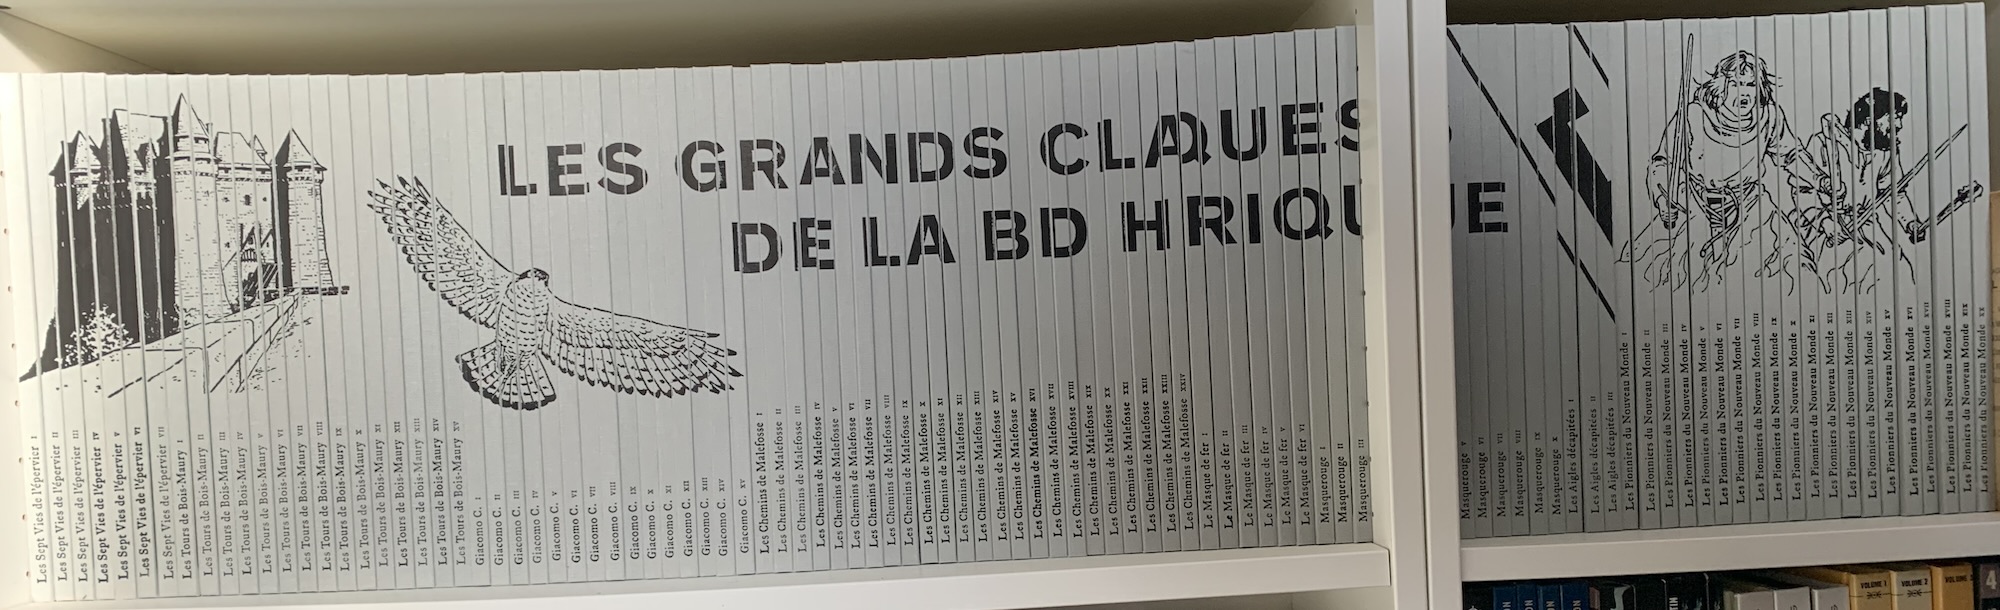 LES GRANDS CLAQUES
DE LA BD HRIQUE
Les Sept Vies de l'épervier I
Les Sept Vies de l'épervier II
Les Sept Vies de l'épervier III
Les Sept Vies de l'épervier IV
Les Sept Vies de l'épervier V
Les Sept Vies de l'épervier VI
Les Sept Vies de l'épervier VII
Les Tours de Bois-Maury I
Les Tours de Bois-Maury II
Les Tours de Bois-Maury III
Les Tours de Bois-Maury IV
Les Tours de Bois-Maury V
Les Tours de Bois-Maury VI
Les Tours de Bois-Maury VII
Les Tours de Bois-Maury VIII
Les Tours de Bois-Maury IX
Les Tours de Bois-Maury X
Les Tours de Bois-Maury XI
Les Tours de Bois-Maury XII
Les Tours de Bois-Maury XIII
Les Tours de Bois-Maury XIV
Les Tours de Bois-Maury XV
Giacomo C. I
Giacomo C. II
Giacomo C. III
Giacomo C. IV
Giacomo C. V
Giacomo C. VI
Giacomo C. VII
Giacomo C. VIII
Giacomo C. IX
Giacomo C. X
Giacomo C. XI
Giacomo C. XII
Giacomo C. XIII
Giacomo C. XIV
Giacomo C. XV
Les Chemins de Malefosse I
Les Chemins de Malefosse II
Les Chemins de Malefosse III
Les Chemins de Malefosse IV
Les Chemins de Malefosse V
Les Chemins de Malefosse VI
Les Chemins de Malefosse VII
Les Chemins de Malefosse VIII
Les Chemins de Malefosse IX
Les Chemins de Malefosse X
Les Chemins de Malefosse XI
Les Chemins de Malefosse XII
Les Chemins de Malefosse XIII
Les Chemins de Malefosse XIV
Les Chemins de Malefosse XV
Les Chemins de Malefosse XVI
Les Chemins de Malefosse XVII
Les Chemins de Malefosse XVIII
Les Chemins de Malefosse XIX
Les Chemins de Malefosse XX
Les Chemins de Malefosse XXI
Les Chemins de Malefosse XXII
Les Chemins de Malefosse XXIII
Les Chemins de Malefosse XXIV
Le Masque de fer I
Le Masque de fer II
Le Masque de fer III
Le Masque de fer IV
Le Masque de fer V
Le Masque de fer VI
Masquerouge I
Masquerouge II
Masquerouge III
Masquerouge V
Masquerouge VI
Masquerouge VII
Masquerouge VIII
Masquerouge IX
Masquerouge X
Les Aigles décapitées I
Les Aigles décapitées II
Les Aigles décapitées III
Les Pionniers du Nouveau Monde I
Les Pionniers du Nouveau Monde II
Les Pionniers du Nouveau Monde III
Les Pionniers du Nouveau Monde IV
Les Pionniers du Nouveau Monde V
Les Pionniers du Nouveau Monde VI
Les Pionniers du Nouveau Monde VII
Les Pionniers du Nouveau Monde VIII
Les Pionniers du Nouveau Monde IX
Les Pionniers du Nouveau Monde X
Les Pionniers du Nouveau Monde XI
Les Pionniers du Nouveau Monde XII
Les Pionniers du Nouveau Monde XIII
Les Pionniers du Nouveau Monde XIV
Les Pionniers du Nouveau Monde XV
Les Pionniers du Nouveau Monde XVI
Les Pionniers du Nouveau Monde XVII
Les Pionniers du Nouveau Monde XVIII
Les Pionniers du Nouveau Monde XIX
Les Pionniers du Nouveau Monde XX
VOLUME 1
VOLUME 2
VOLUME 3
4